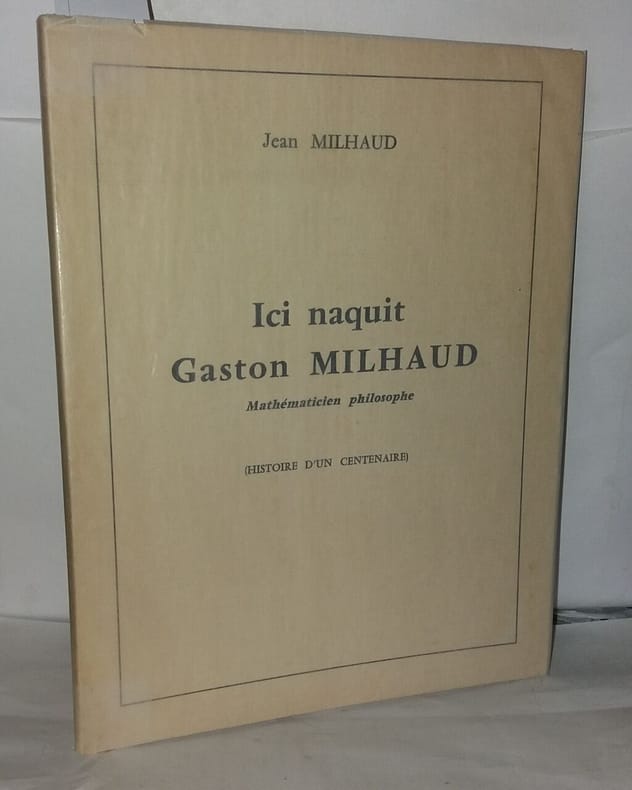 Jean MILHAUD
Ici naquit
Gaston MILHAUD
Mathématicien philosophe
(HISTOIRE D'UN CENTENAIRE)